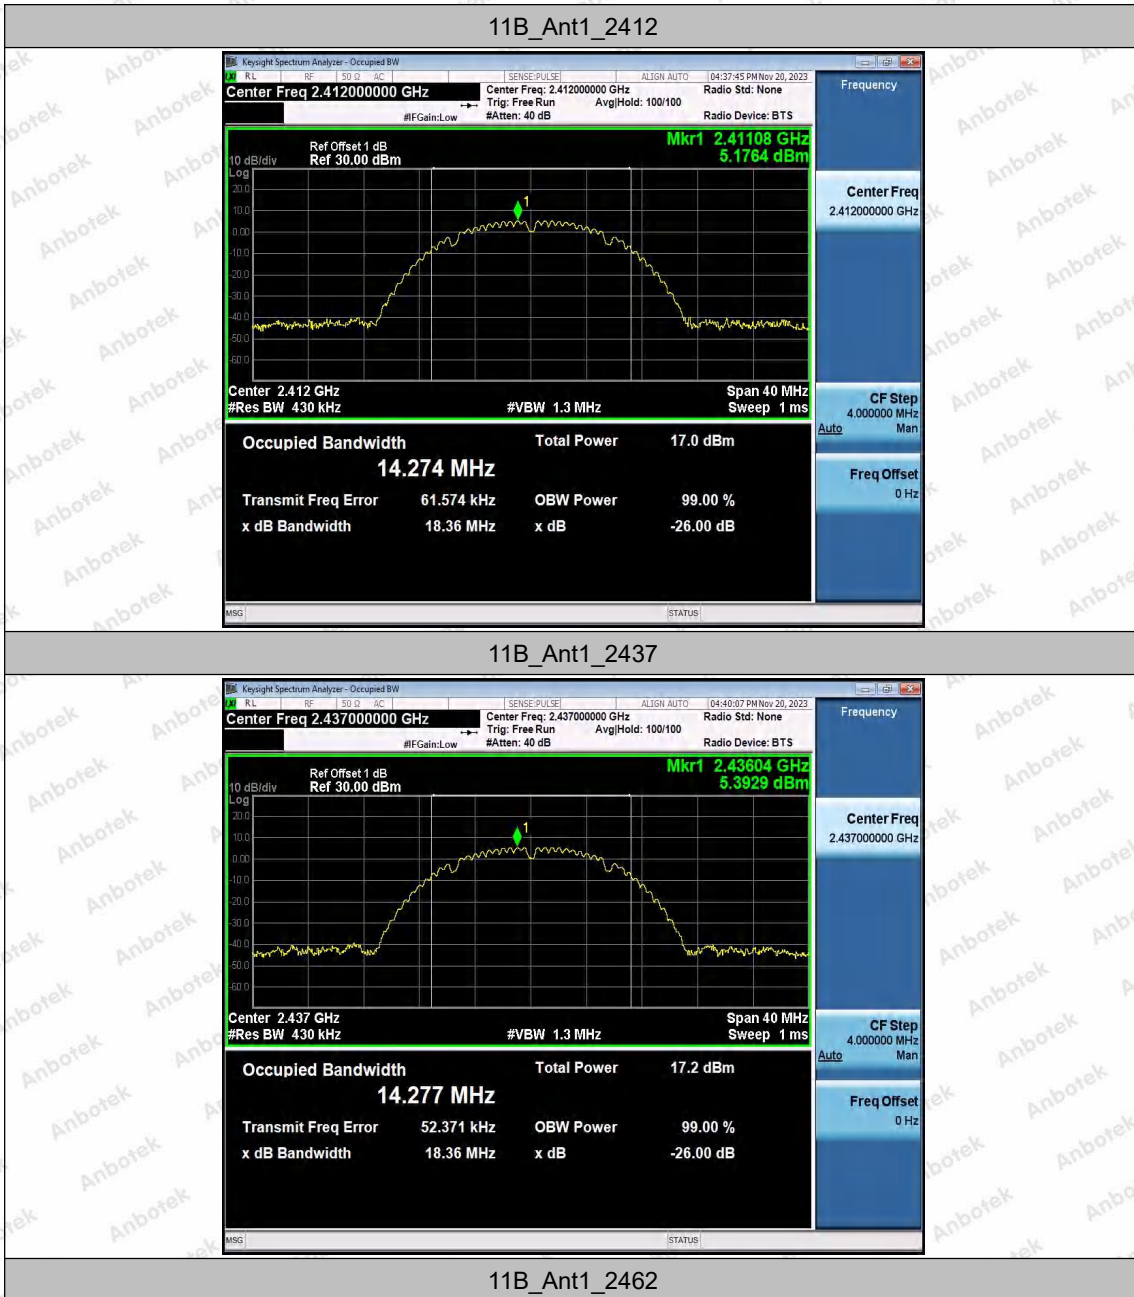 11B_Ant1_2412
Keysight Spectrum Analyzer - Occupied BW
LXI RL RF 50 Ω AC SENSE:PULSE ALIGN AUTO 04:37:45 PM Nov 20, 2023
Center Freq 2.412000000 GHz Center Freq: 2.412000000 GHz Radio Std: None Frequency
Trig: Free Run Avg|Hold: 100/100
#IFGain:Low #Atten: 40 dB Radio Device: BTS
Mkr1 2.41108 GHz
5.1764 dBm
Ref Offset 1 dB
10 dB/div Ref 30.00 dBm
Log
20.0
10.0
0.00
-10.0
-20.0
-30.0
-40.0
-50.0
-60.0
1
Center Freq
2.412000000 GHz
Center 2.412 GHz Span 40 MHz
#Res BW 430 kHz #VBW 1.3 MHz Sweep 1 ms
CF Step
4.000000 MHz
Auto Man
Occupied Bandwidth Total Power 17.0 dBm
14.274 MHz
Transmit Freq Error 61.574 kHz OBW Power 99.00 %
x dB Bandwidth 18.36 MHz x dB -26.00 dB
Freq Offset
0 Hz
MSG STATUS
11B_Ant1_2437
Keysight Spectrum Analyzer - Occupied BW
LXI RL RF 50 Ω AC SENSE:PULSE ALIGN AUTO 04:40:07 PM Nov 20, 2023
Center Freq 2.437000000 GHz Center Freq: 2.437000000 GHz Radio Std: None Frequency
Trig: Free Run Avg|Hold: 100/100
#IFGain:Low #Atten: 40 dB Radio Device: BTS
Mkr1 2.43604 GHz
5.3929 dBm
Ref Offset 1 dB
10 dB/div Ref 30.00 dBm
Log
20.0
10.0
0.00
-10.0
-20.0
-30.0
-40.0
-50.0
-60.0
1
Center Freq
2.437000000 GHz
Center 2.437 GHz Span 40 MHz
#Res BW 430 kHz #VBW 1.3 MHz Sweep 1 ms
CF Step
4.000000 MHz
Auto Man
Occupied Bandwidth Total Power 17.2 dBm
14.277 MHz
Transmit Freq Error 52.371 kHz OBW Power 99.00 %
x dB Bandwidth 18.36 MHz x dB -26.00 dB
Freq Offset
0 Hz
MSG STATUS
11B_Ant1_2462
Anbotek